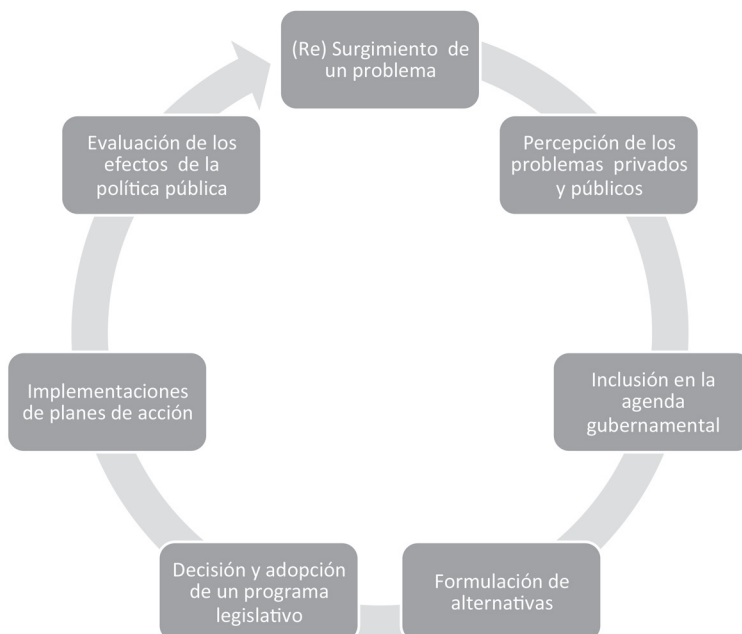 (Re) Surgimiento de
un problema
Percepción de los
problemas privados
y públicos
Inclusión en la
agenda
gubernamental
Formulación de
alternativas
Decisión y adopción
de un programa
legislativo
Implementaciones
de planes de acción
Evaluación de los
efectos de la
política pública